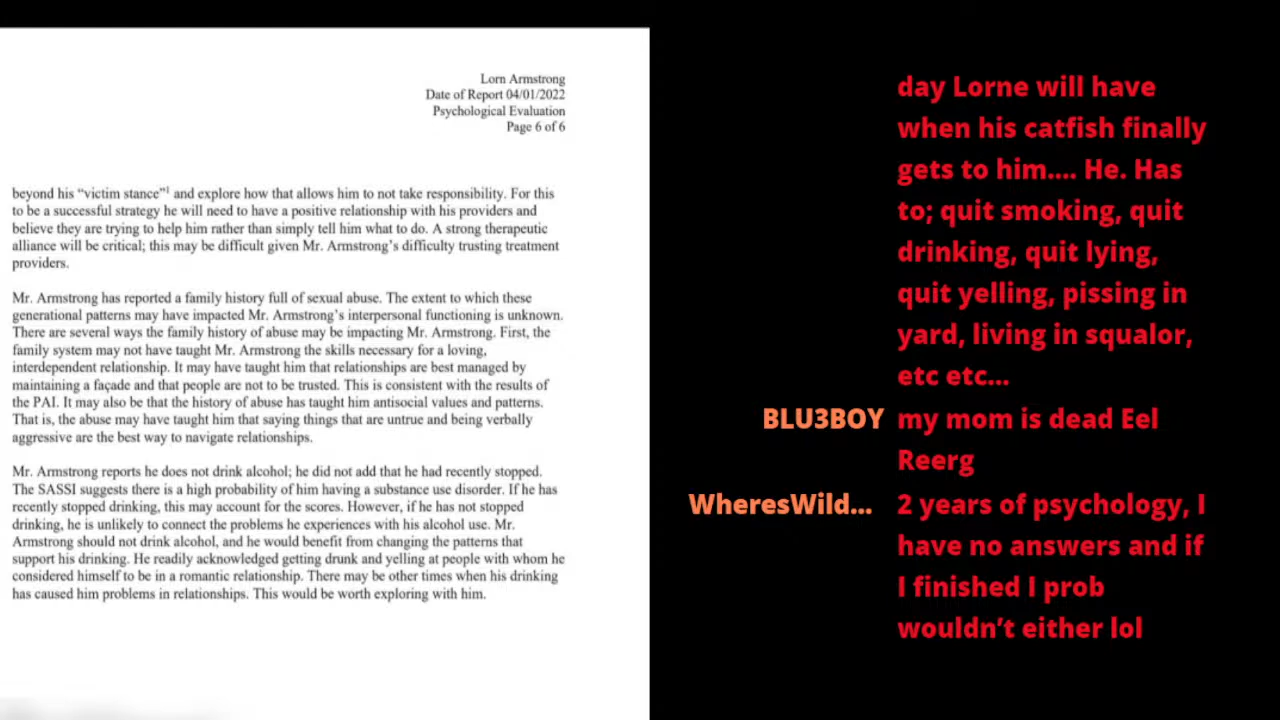 Lorn Armstrong
Date of Report 04/01/2022
Psychological Evaluation
Page 6 of 6
beyond his “victim stance”¹ and explore how that allows him to not take responsibility. For this
to be a successful strategy he will need to have a positive relationship with his providers and
believe they are trying to help him rather than simply tell him what to do. A strong therapeutic
alliance will be critical; this may be difficult given Mr. Armstrong’s difficulty trusting treatment
providers.
Mr. Armstrong has reported a family history full of sexual abuse. The extent to which these
generational patterns may have impacted Mr. Armstrong’s interpersonal functioning is unknown.
There are several ways the family history of abuse may be impacting Mr. Armstrong. First, the
family system may not have taught Mr. Armstrong the skills necessary for a loving,
interdependent relationship. It may have taught him that relationships are best managed by
maintaining a façade and that people are not to be trusted. This is consistent with the results of
the PAI. It may also be that the history of abuse has taught him antisocial values and patterns.
That is, the abuse may have taught him that saying things that are untrue and being verbally
aggressive are the best way to navigate relationships.
Mr. Armstrong reports he does not drink alcohol; he did not add that he had recently stopped.
The SASSI suggests there is a high probability of him having a substance use disorder. If he has
recently stopped drinking, this may account for the scores. However, if he has not stopped
drinking, he is unlikely to connect the problems he experiences with his alcohol use. Mr.
Armstrong should not drink alcohol, and he would benefit from changing the patterns that
support his drinking. He readily acknowledged getting drunk and yelling at people with whom he
considered himself to be in a romantic relationship. There may be other times when his drinking
has caused him problems in relationships. This would be worth exploring with him.
day Lorne will have
when his catfish finally
gets to him.... He. Has
to; quit smoking, quit
drinking, quit lying,
quit yelling, pissing in
yard, living in squalor,
etc etc...
BLU3BOY my mom is dead Eel
Reerg
WheresWild... 2 years of psychology, I
have no answers and if
I finished I prob
wouldn’t either lol